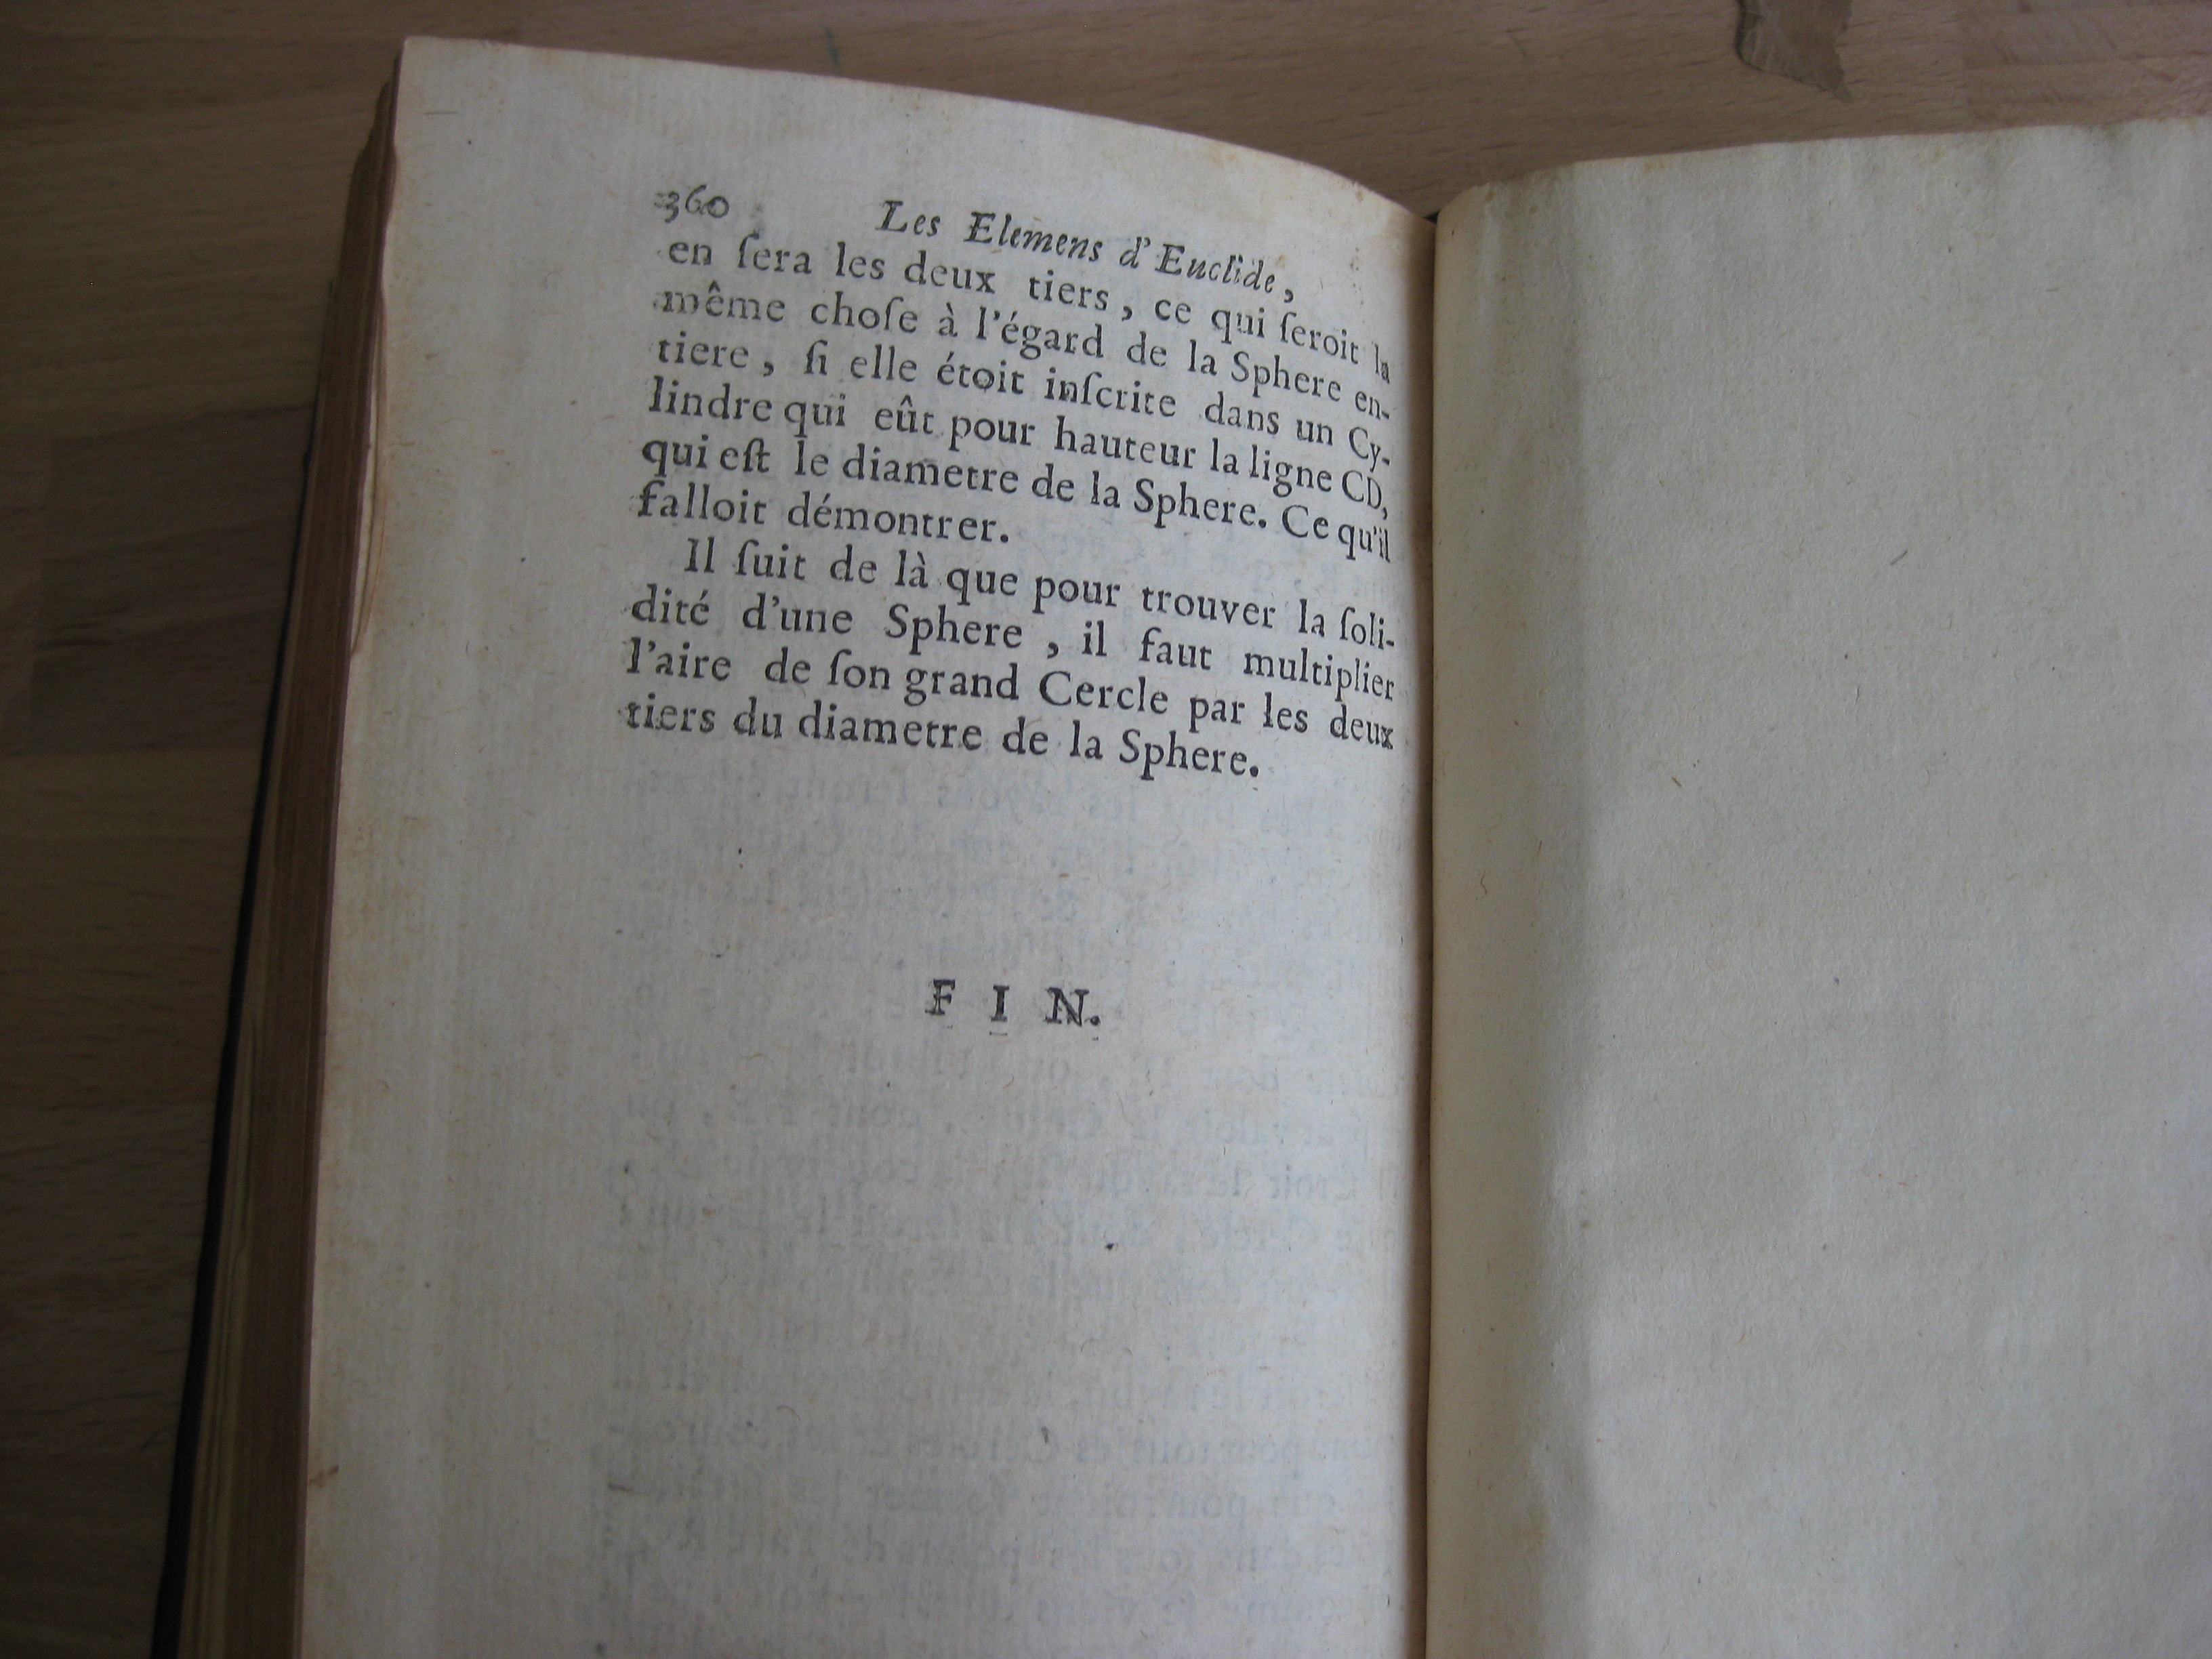 360 Les Elemens d'Euclide,
en ſera les deux tiers, ce qui ſeroit la
même choſe à l'égard de la Sphere en-
tiere, ſi elle étoit inſcrite dans un Cy-
lindre qui eût pour hauteur la ligne CD,
qui eſt le diametre de la Sphere. Ce qu'il
falloit démontrer.
Il ſuit de là que pour trouver la ſoli-
dité d'une Sphere, il faut multiplier
l'aire de ſon grand Cercle par les deux
tiers du diametre de la Sphere.
FIN.